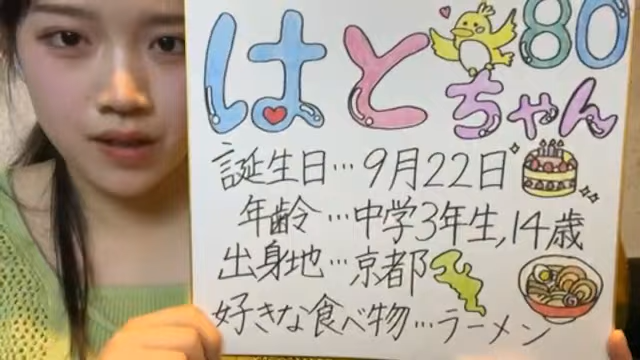 はとちゃん80
誕生日…9月22日
年齢…中学3年生,14歳
出身地…京都
好きな食べ物…ラーメン